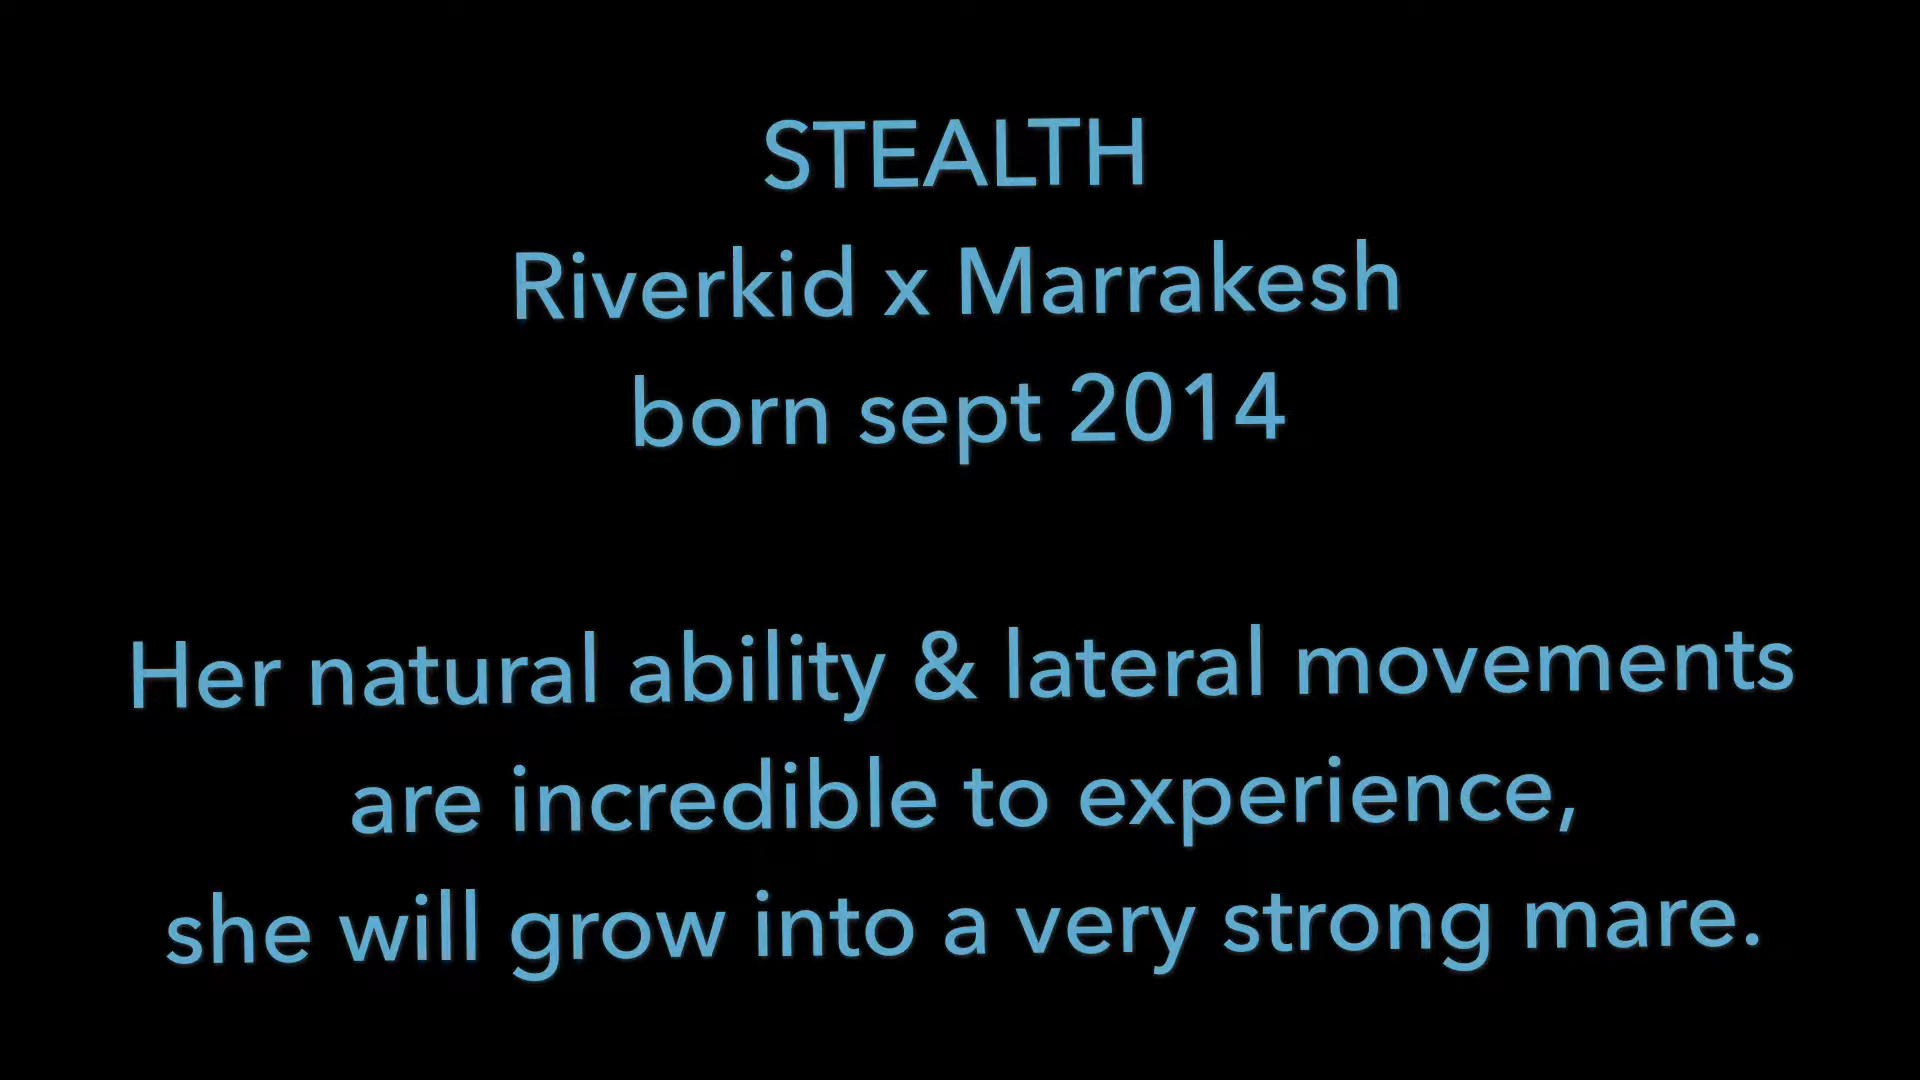 STEALTH
Riverkid x Marrakesh
born sept 2014
Her natural ability & lateral movements
are incredible to experience,
she will grow into a very strong mare.